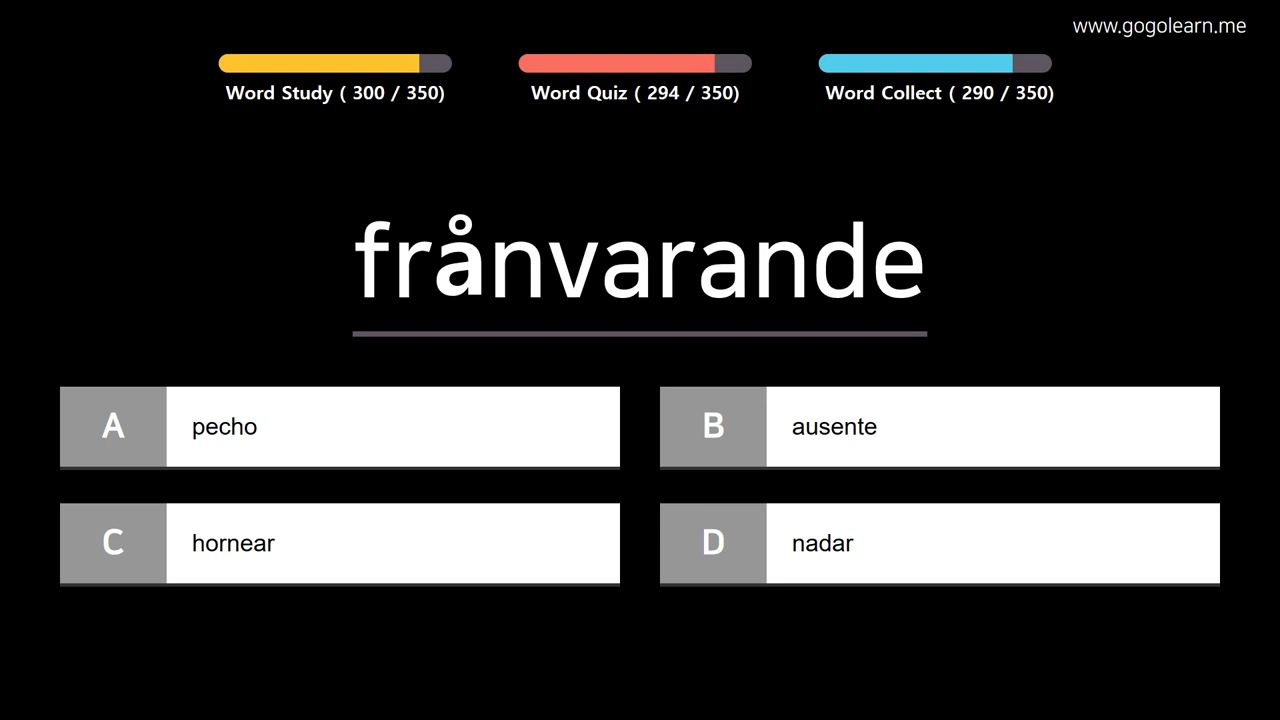 www.gogolearn.me
Word Study ( 300 / 350)
Word Quiz ( 294 / 350)
Word Collect ( 290 / 350)
frånvarande
A pecho
B ausente
C hornear
D nadar